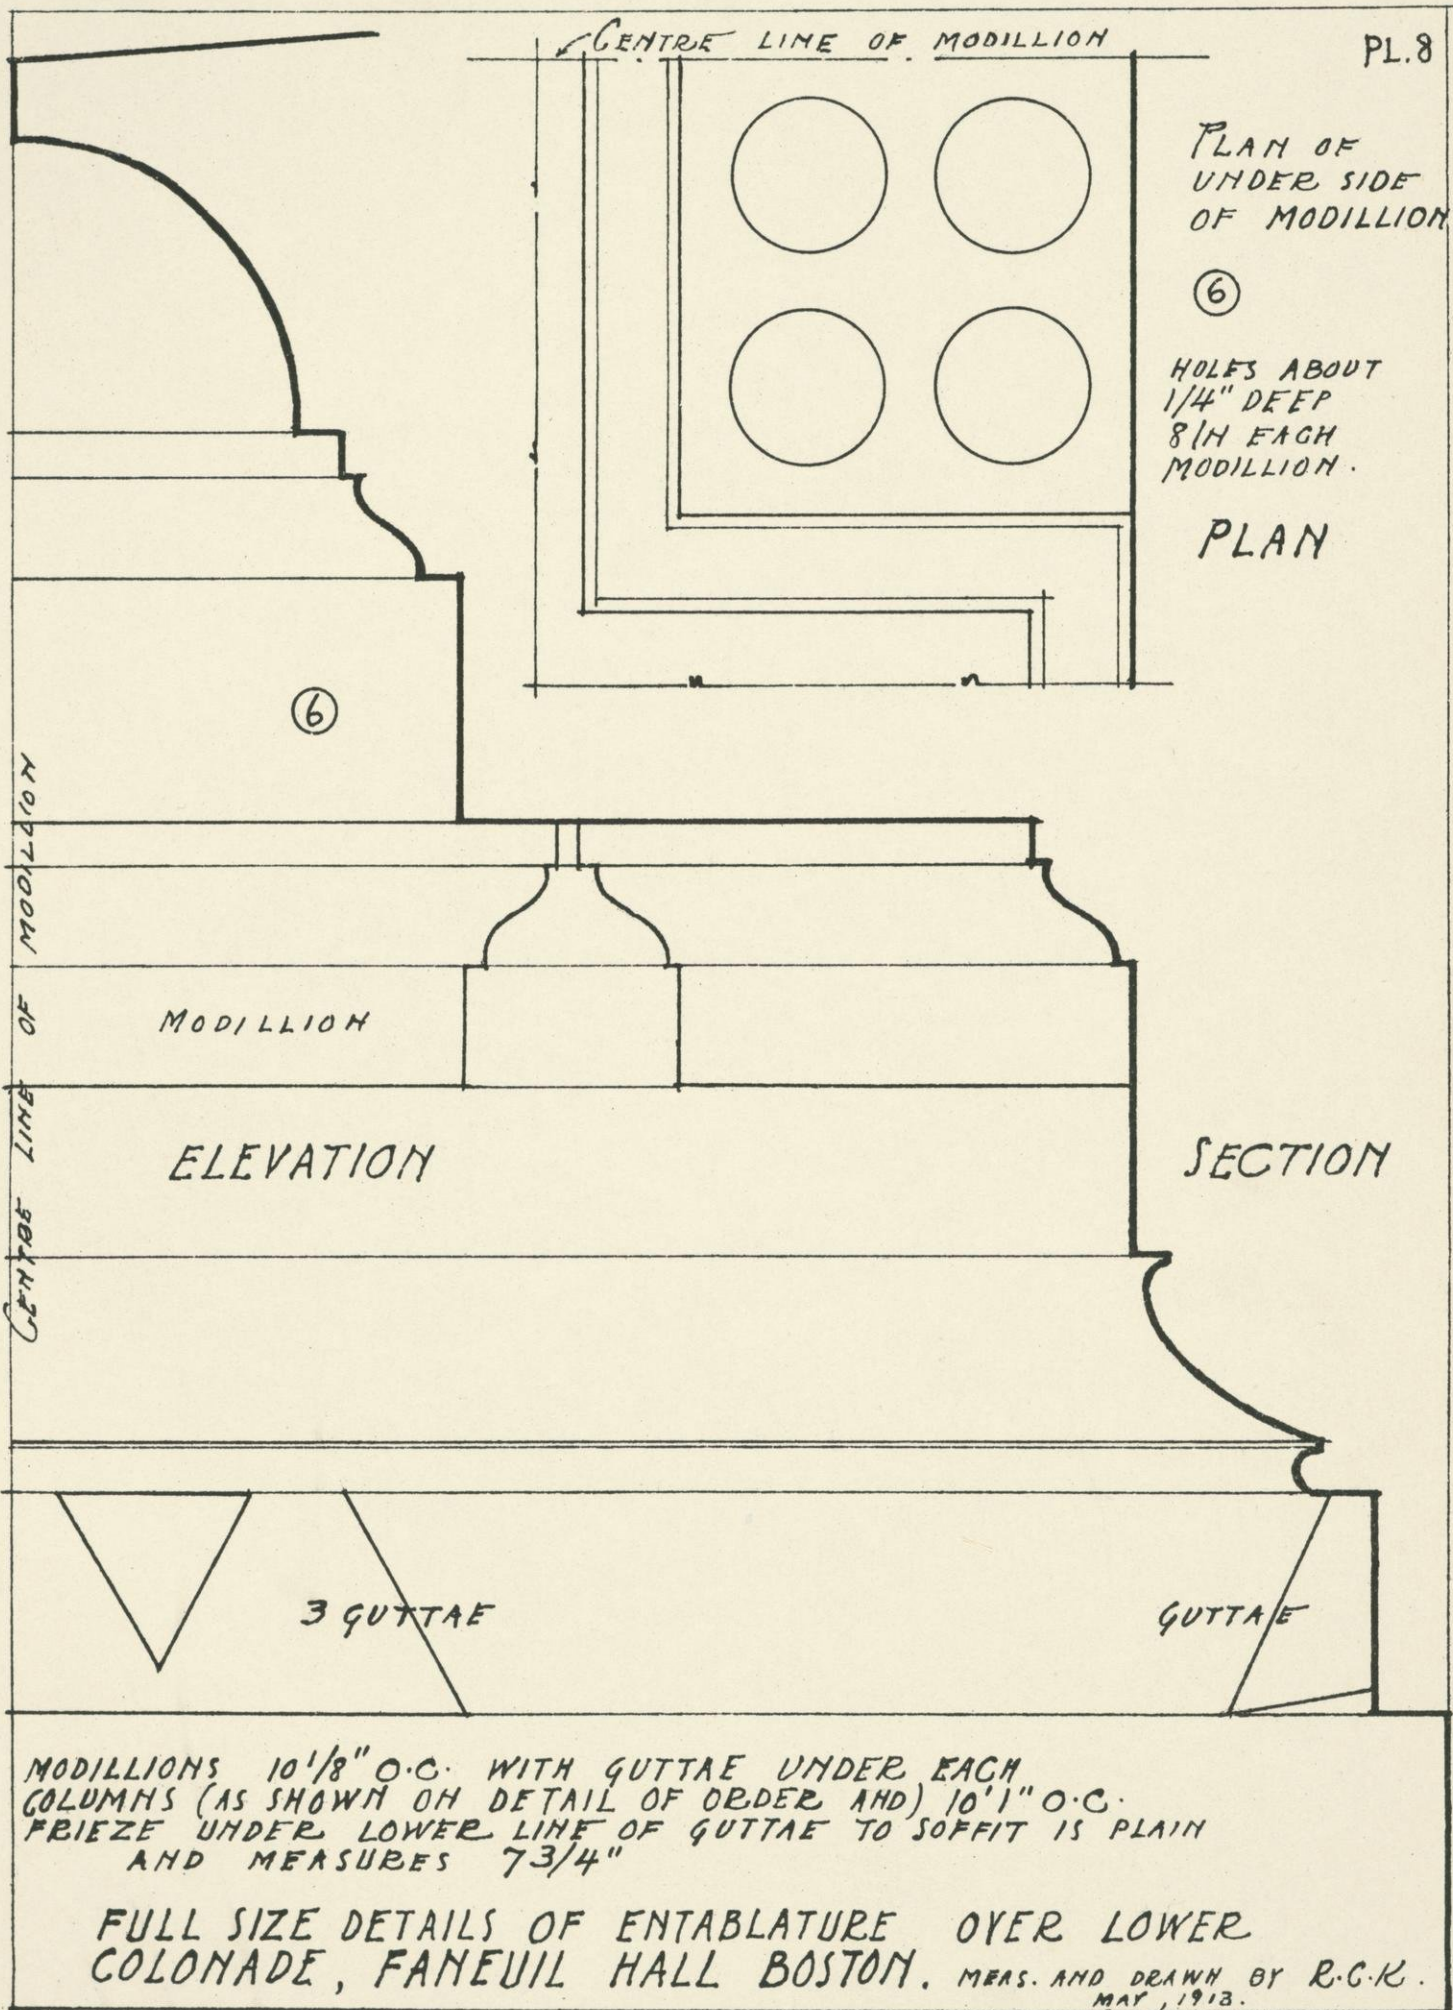 CENTRE LINE OF MODILLION
PL.8
PLAN OF
UNDER SIDE
OF MODILLION
6
HOLES ABOUT
1/4" DEEP
8 IN EACH
MODILLION.
PLAN
6
CENTRE LINE OF MODILLION
MODILLION
ELEVATION
SECTION
3 GUTTAE
GUTTAE
MODILLIONS 10 1/8" O.C. WITH GUTTAE UNDER EACH
COLUMNS (AS SHOWN ON DETAIL OF ORDER AND) 10'1" O.C.
FRIEZE UNDER LOWER LINE OF GUTTAE TO SOFFIT IS PLAIN
AND MEASURES 7 3/4"
FULL SIZE DETAILS OF ENTABLATURE OVER LOWER
COLONADE, FANEUIL HALL BOSTON. MEAS. AND DRAWN BY R.C.K.
MAY, 1913.